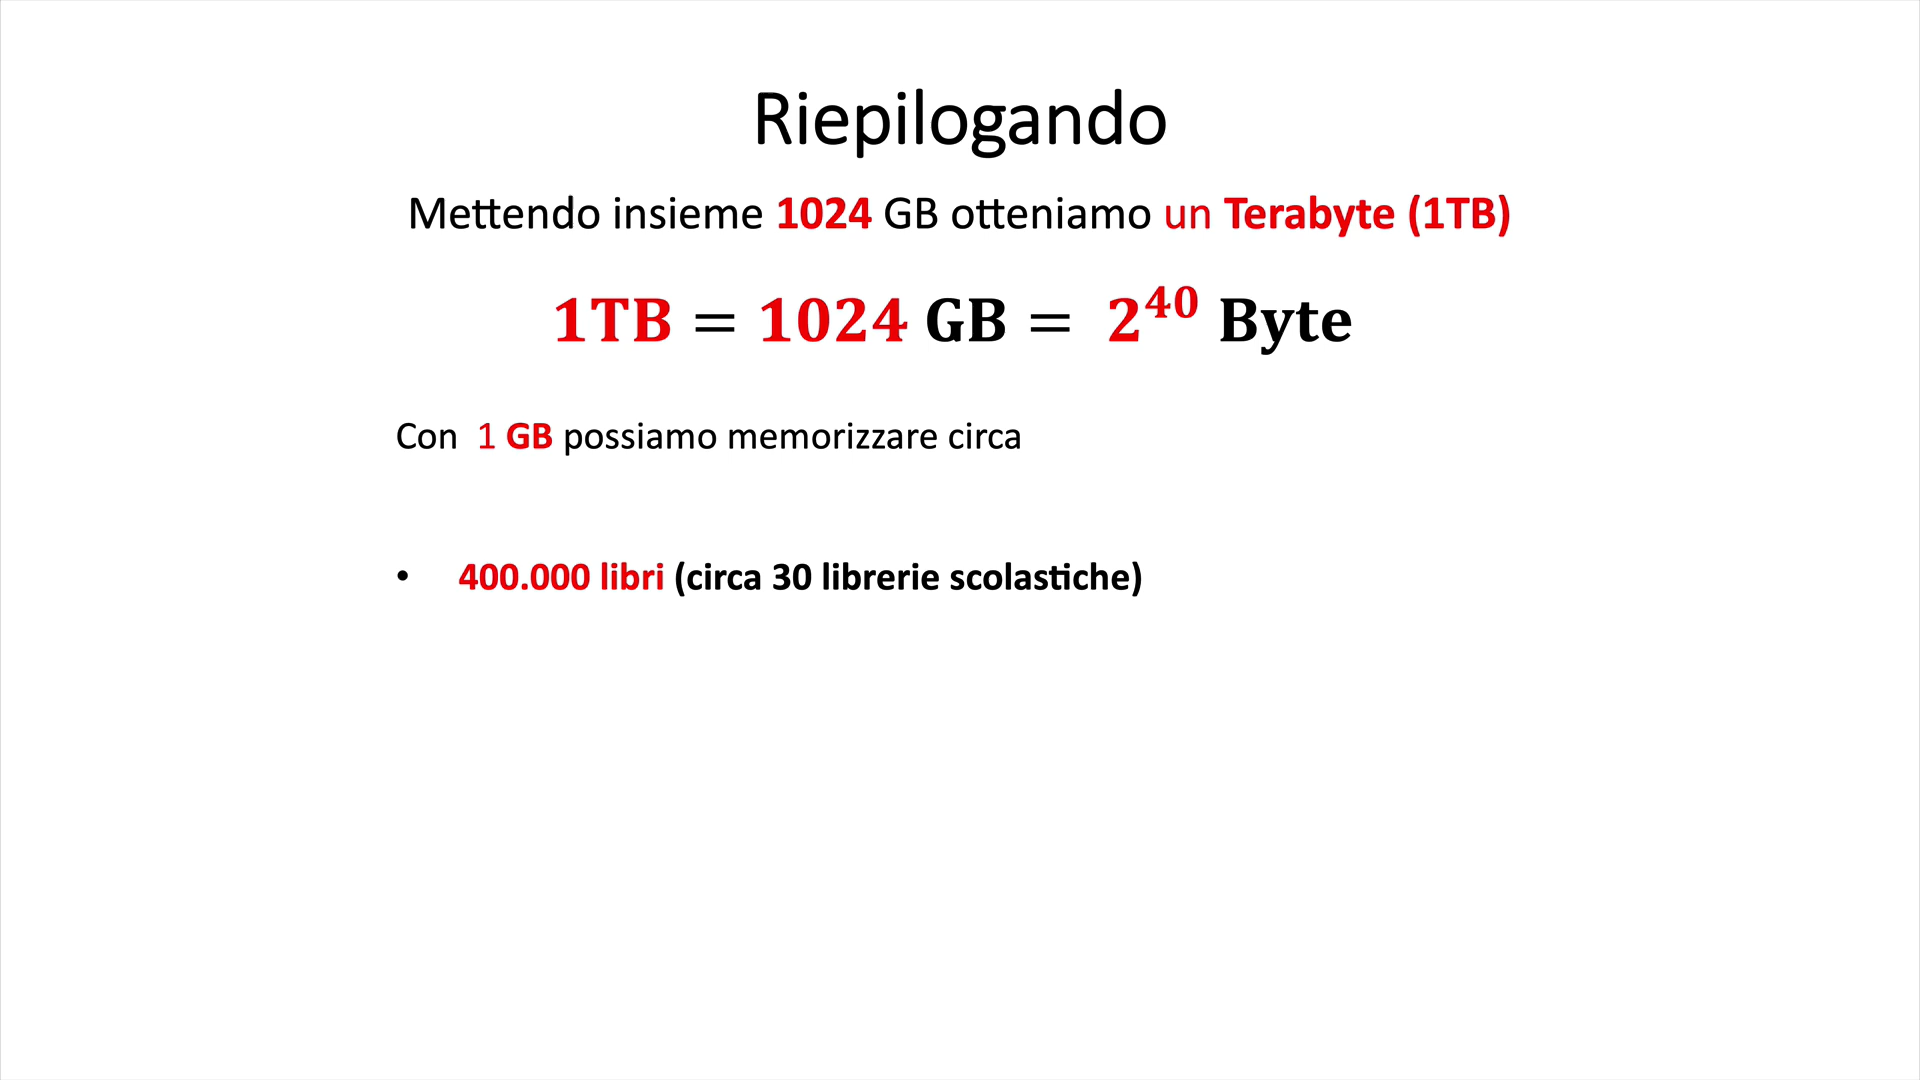 Riepilogando
Mettendo insieme 1024 GB otteniamo un Terabyte (1TB)
1TB = 1024 GB = 2⁴⁰ Byte
Con 1 GB possiamo memorizzare circa
• 400.000 libri (circa 30 librerie scolastiche)